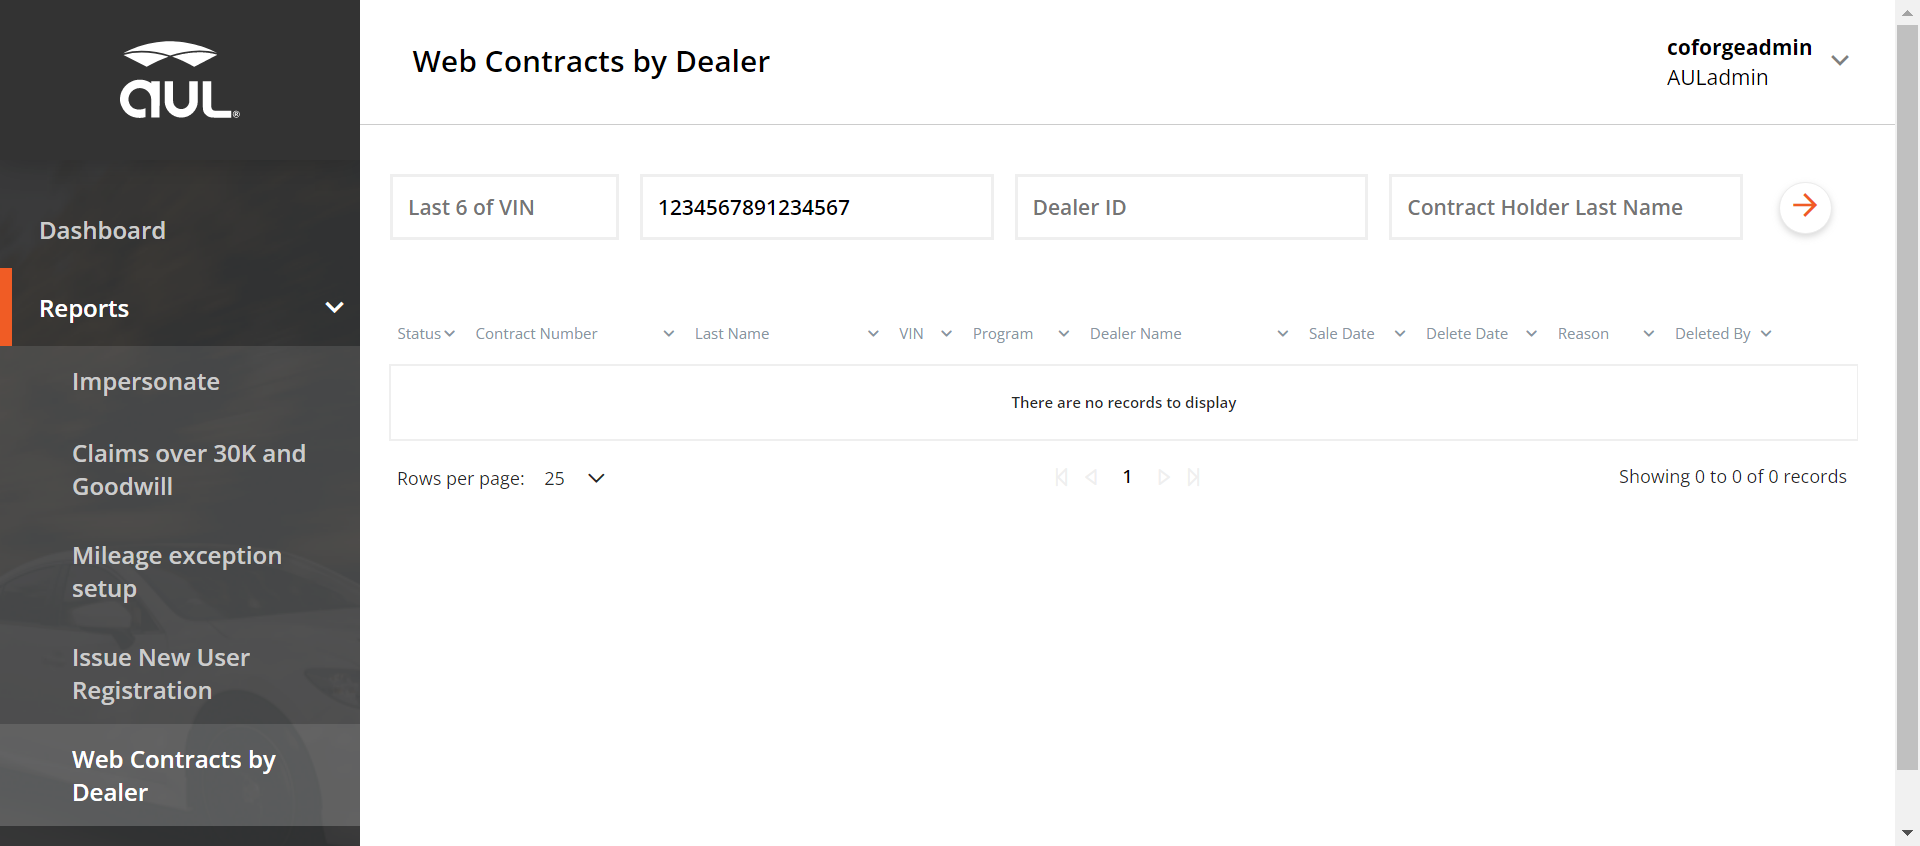 aUL®
Dashboard
Reports
Impersonate
Claims over 30K and
Goodwill
Mileage exception
setup
Issue New User
Registration
Web Contracts by
Dealer
Web Contracts by Dealer
coforgeadmin
AULadmin
Last 6 of VIN
1234567891234567
Dealer ID
Contract Holder Last Name
Status Contract Number Last Name VIN Program Dealer Name Sale Date Delete Date Reason Deleted By
There are no records to display
Rows per page: 25
1
Showing 0 to 0 of 0 records